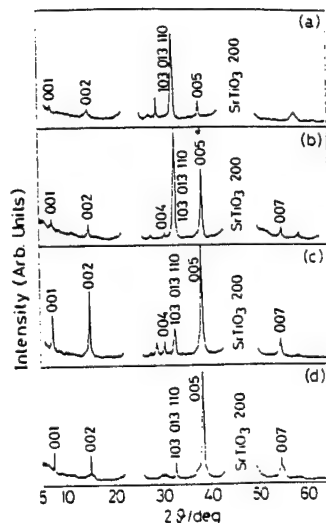 (a)
001
002
103 013 110
005
SrTiO3 200
(b)
001
002
004
103 013 110
005
SrTiO3 200
007
(c)
001
002
004
103 013 110
005
SrTiO3 200
007
(d)
001
002
103 013 110
005
SrTiO3 200
007
Intensity (Arb. Units)
5 10 20 30 40 50 60
2ϑ/deg